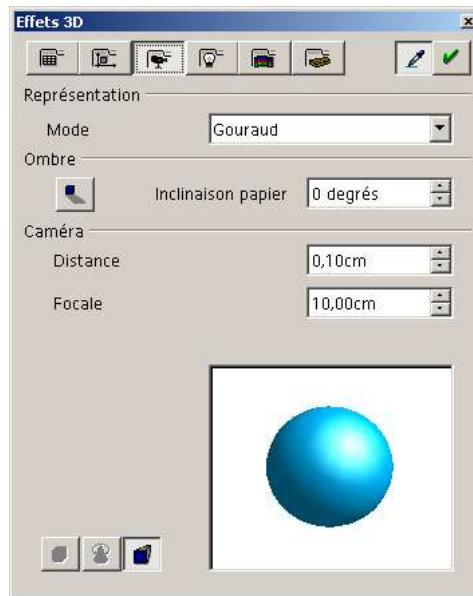 Effets 3D
Représentation
Mode Gouraud
Ombre
Inclinaison papier 0 degrés
Caméra
Distance 0,10cm
Focale 10,00cm